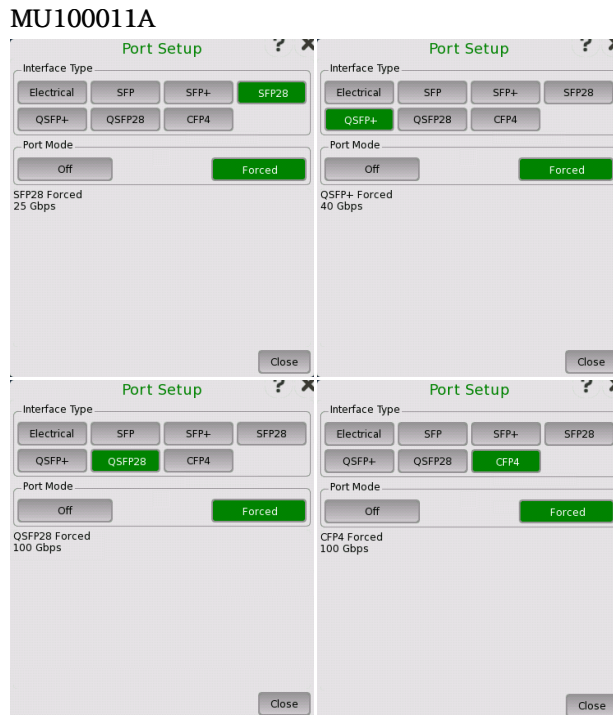 MU100011A
Port Setup ? X
Interface Type
Electrical SFP SFP+ SFP28
QSFP+ QSFP28 CFP4
Port Mode
Off Forced
SFP28 Forced
25 Gbps
Close
Port Setup ?
Interface Type
Electrical SFP SFP+ SFP28
QSFP+ QSFP28 CFP4
Port Mode
Off Forced
QSFP+ Forced
40 Gbps
Close
Port Setup ? X
Interface Type
Electrical SFP SFP+ SFP28
QSFP+ QSFP28 CFP4
Port Mode
Off Forced
QSFP28 Forced
100 Gbps
Close
Port Setup ?
Interface Type
Electrical SFP SFP+ SFP28
QSFP+ QSFP28 CFP4
Port Mode
Off Forced
CFP4 Forced
100 Gbps
Close